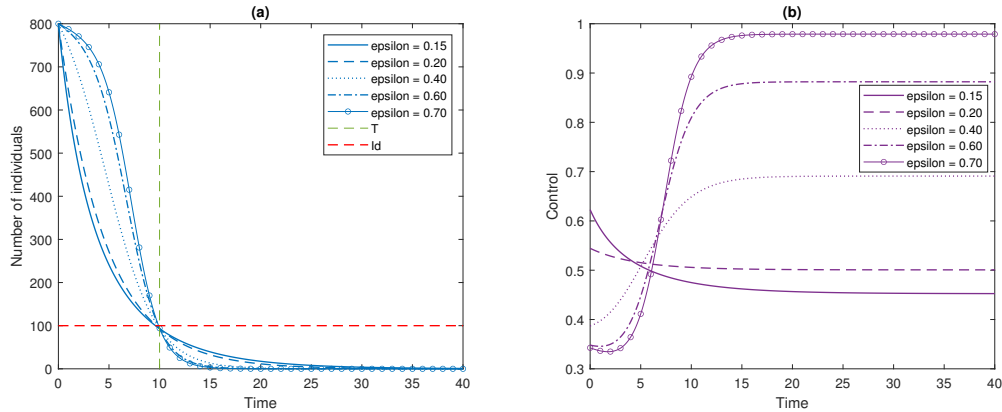 (a)
Number of individuals
800
700
600
500
400
300
200
100
0
0 5 10 15 20 25 30 35 40
Time
epsilon = 0.15
epsilon = 0.20
epsilon = 0.40
epsilon = 0.60
epsilon = 0.70
T
Id
(b)
Control
1
0.9
0.8
0.7
0.6
0.5
0.4
0.3
0 5 10 15 20 25 30 35 40
Time
epsilon = 0.15
epsilon = 0.20
epsilon = 0.40
epsilon = 0.60
epsilon = 0.70